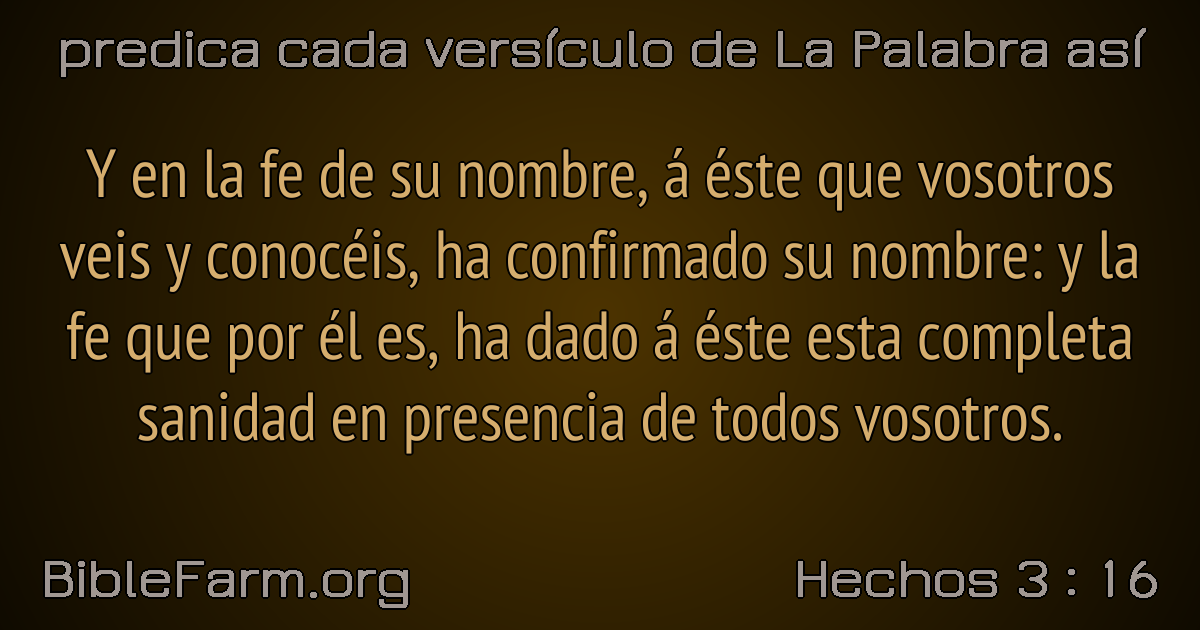 predica cada versículo de La Palabra así
Y en la fe de su nombre, á éste que vosotros
veis y conocéis, ha confirmado su nombre: y la
fe que por él es, ha dado á éste esta completa
sanidad en presencia de todos vosotros.
BibleFarm.org
Hechos 3 : 16